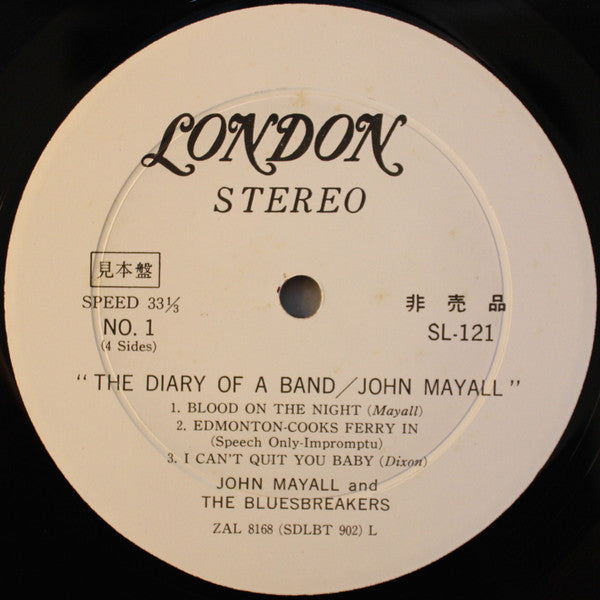 LONDON
STEREO
見本盤
SPEED 33⅓ 非売品
NO. 1 SL-121
(4 Sides)
"THE DIARY OF A BAND/JOHN MAYALL"
1. BLOOD ON THE NIGHT (Mayall)
2. EDMONTON-COOKS FERRY IN
(Speech Only-Impromptu)
3. I CAN'T QUIT YOU BABY (Dixon)
JOHN MAYALL and
THE BLUESBREAKERS
ZAL 8168 (SDLBT 902) L